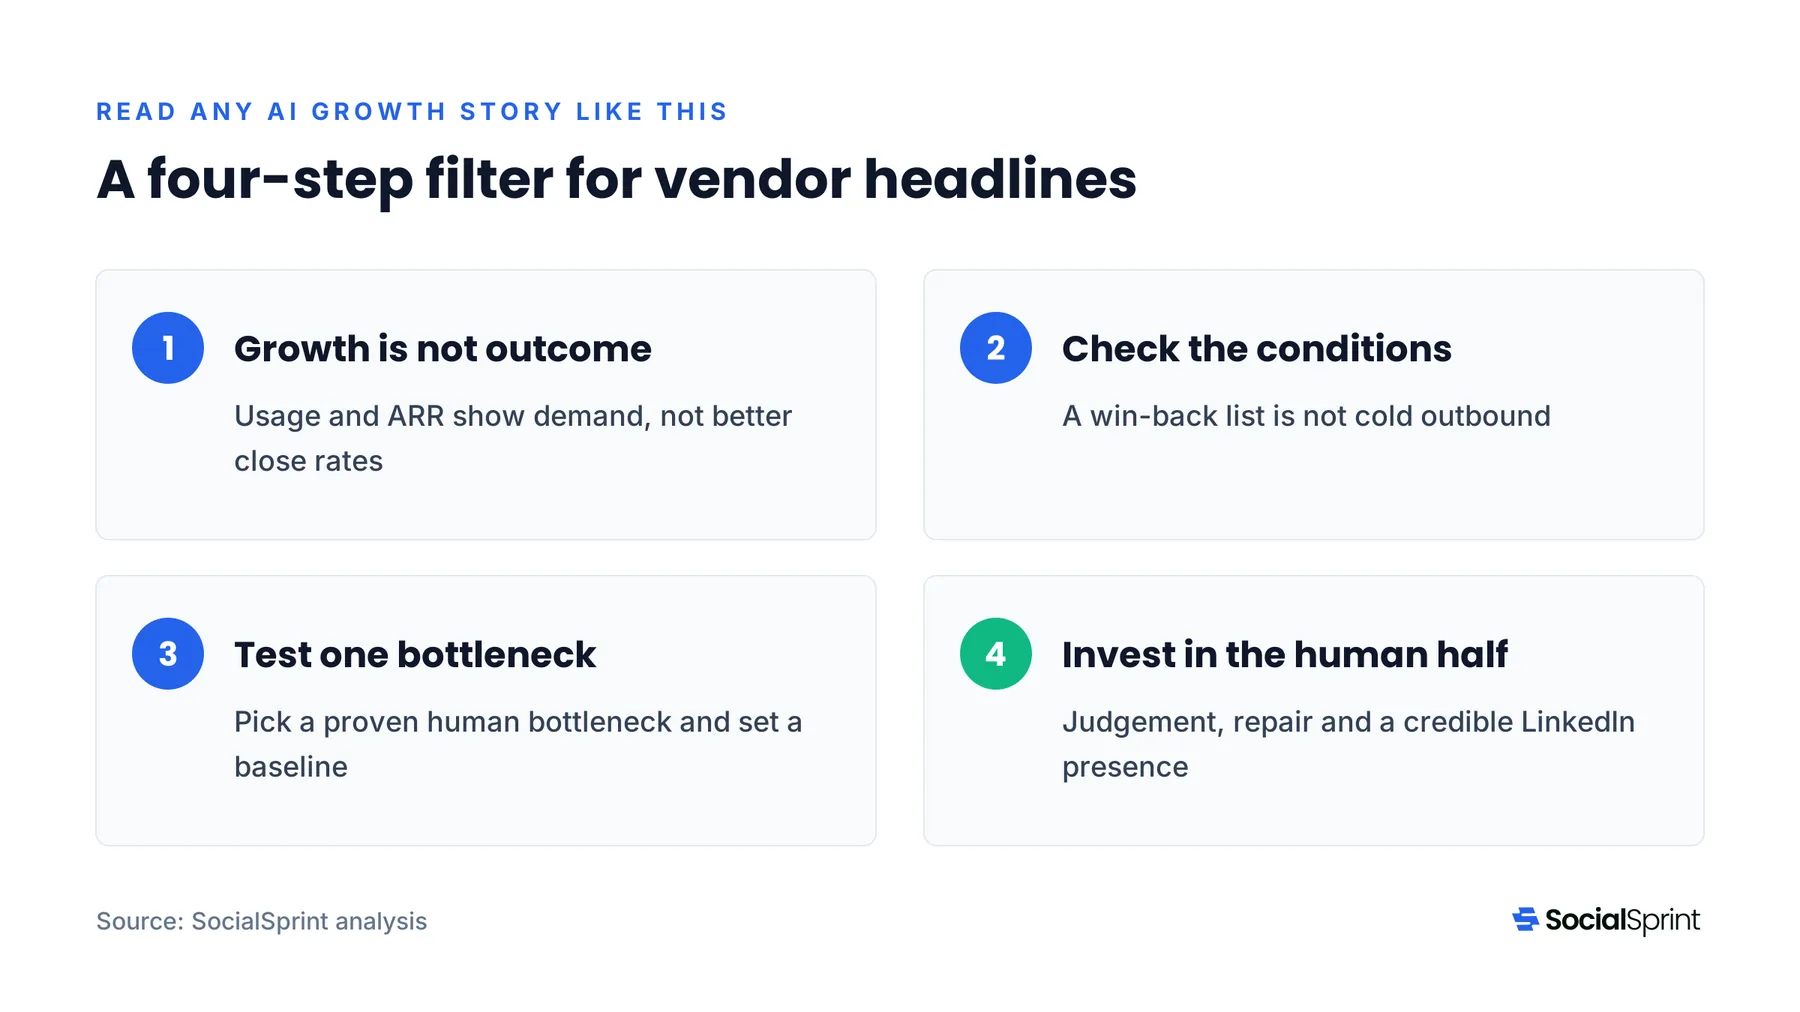 READ ANY AI GROWTH STORY LIKE THIS
A four-step filter for vendor headlines
1
Growth is not outcome
Usage and ARR show demand, not better
close rates
2
Check the conditions
A win-back list is not cold outbound
3
Test one bottleneck
Pick a proven human bottleneck and set a
baseline
4
Invest in the human half
Judgement, repair and a credible LinkedIn
presence
Source: SocialSprint analysis
SocialSprint